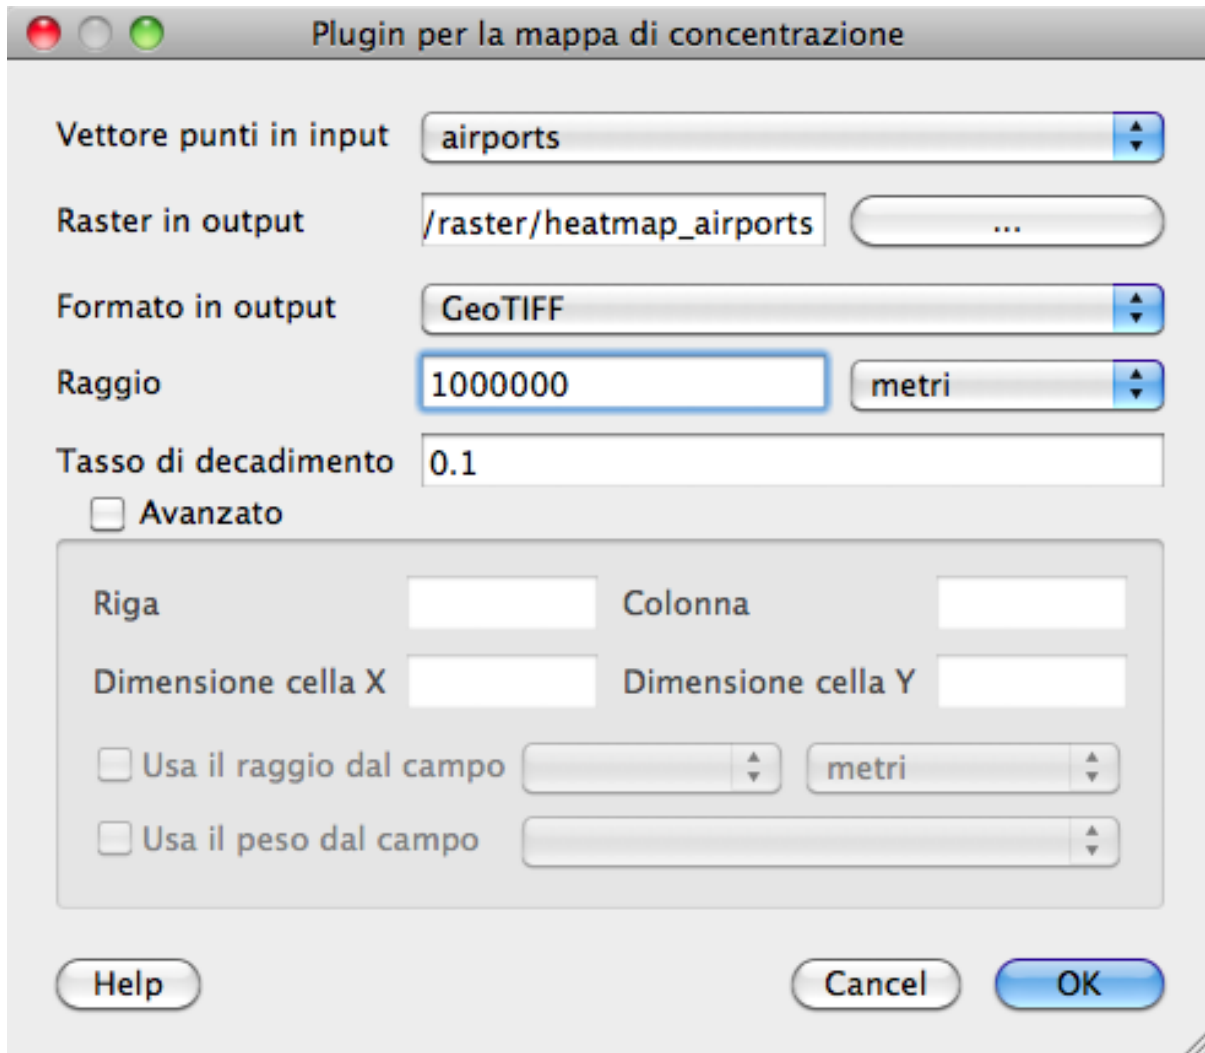 Plugin per la mappa di concentrazione
Vettore punti in input airports
Raster in output /raster/heatmap_airports ...
Formato in output GeoTIFF
Raggio 1000000 metri
Tasso di decadimento 0.1
Avanzato
Riga Colonna
Dimensione cella X Dimensione cella Y
Usa il raggio dal campo metri
Usa il peso dal campo
Help Cancel OK